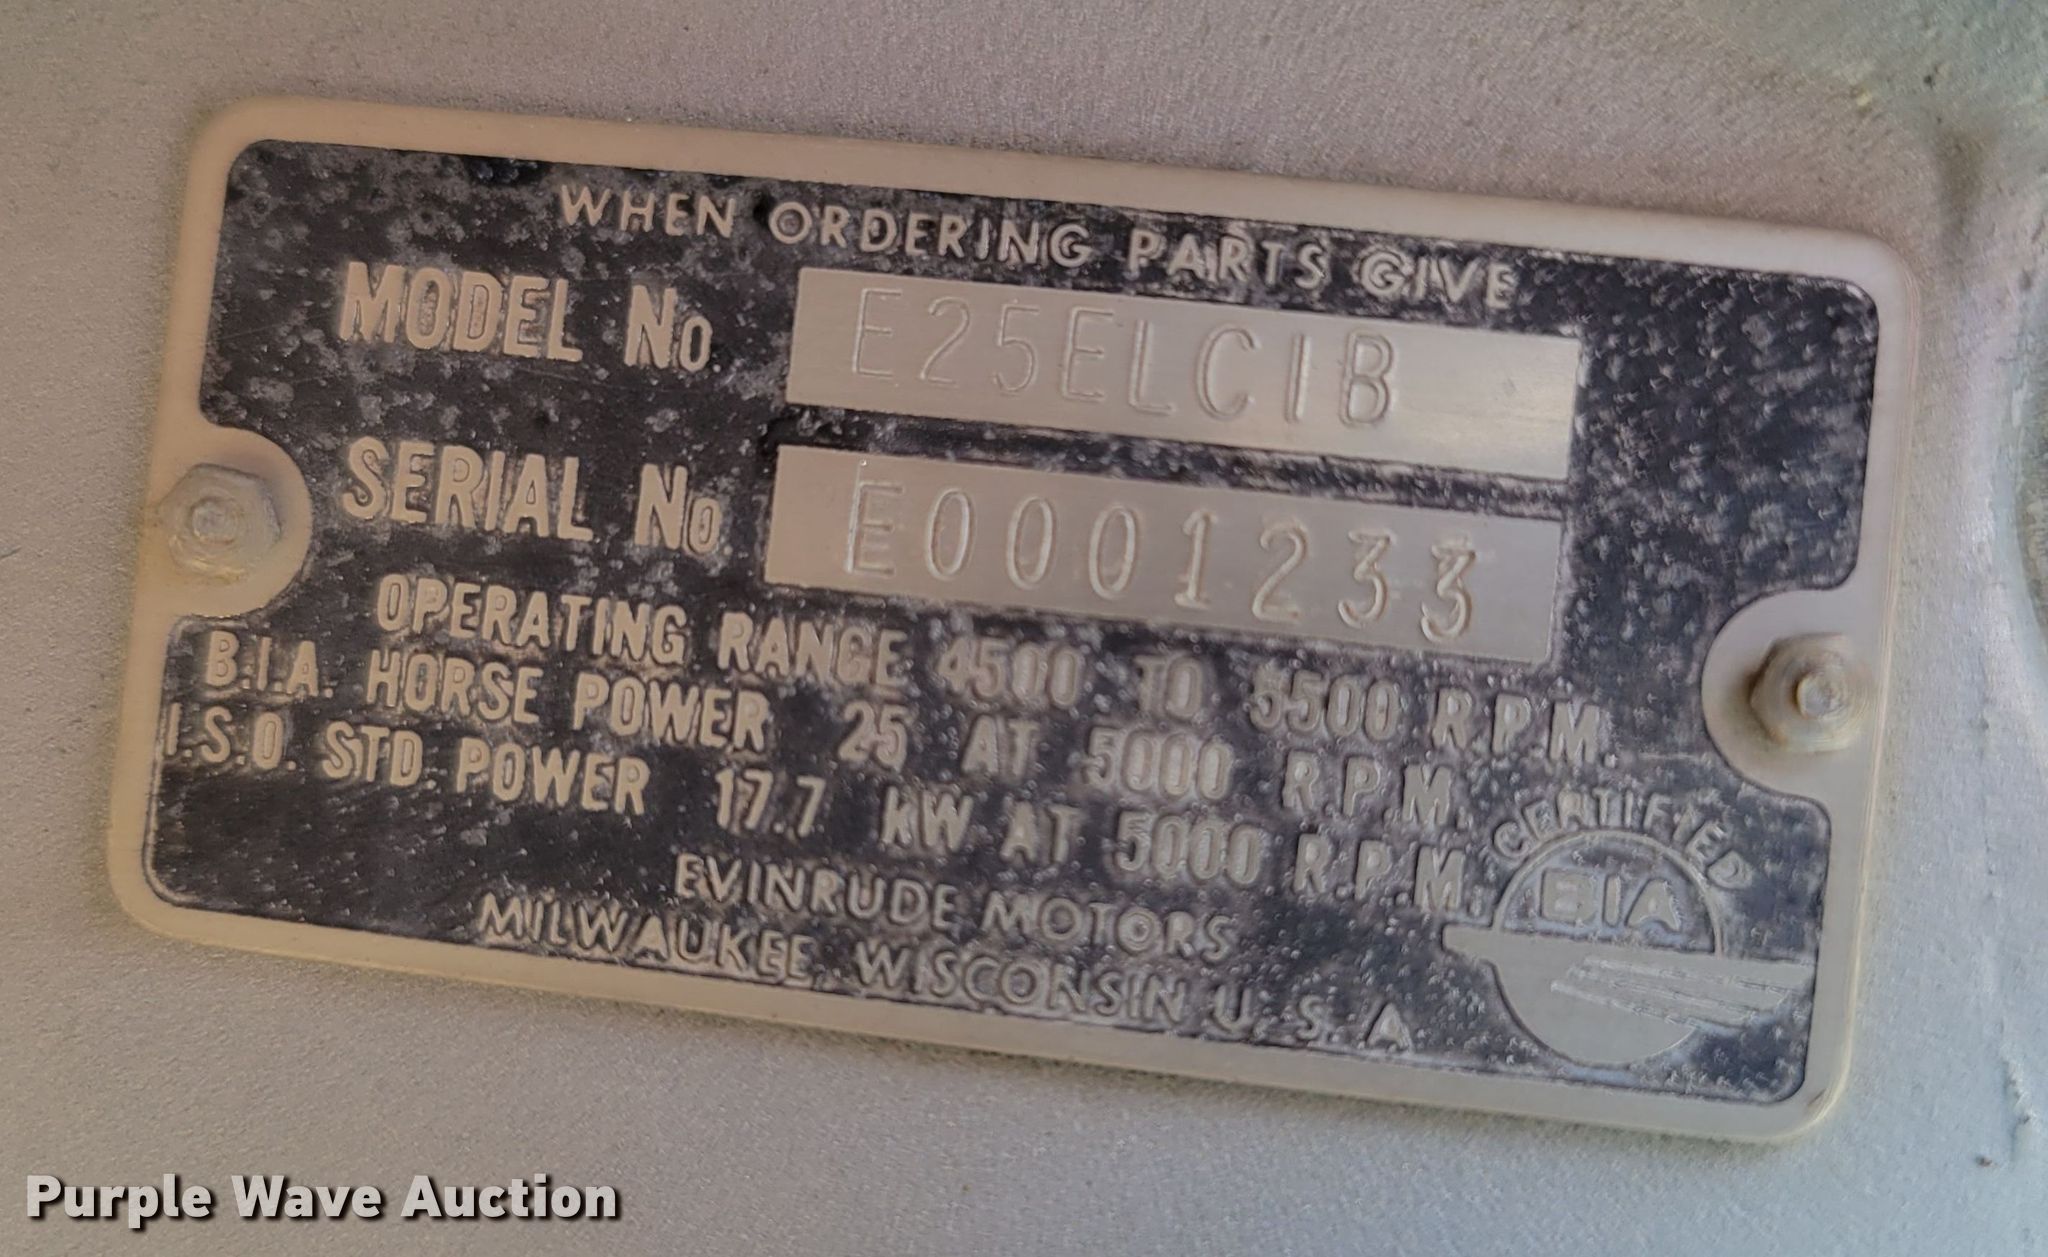 WHEN ORDERING PARTS GIVE
MODEL No. E25ELCIB
SERIAL No. E0001233
OPERATING RANGE 4500 TO 5500 R.P.M.
B.I.A. HORSE POWER 25 AT 5000 R.P.M.
I.S.O. STD POWER 17.7 KW AT 5000 R.P.M.
EVINRUDE MOTORS
MILWAUKEE, WISCONSIN U.S.A
CERTIFIED
BIA
Purple Wave Auction